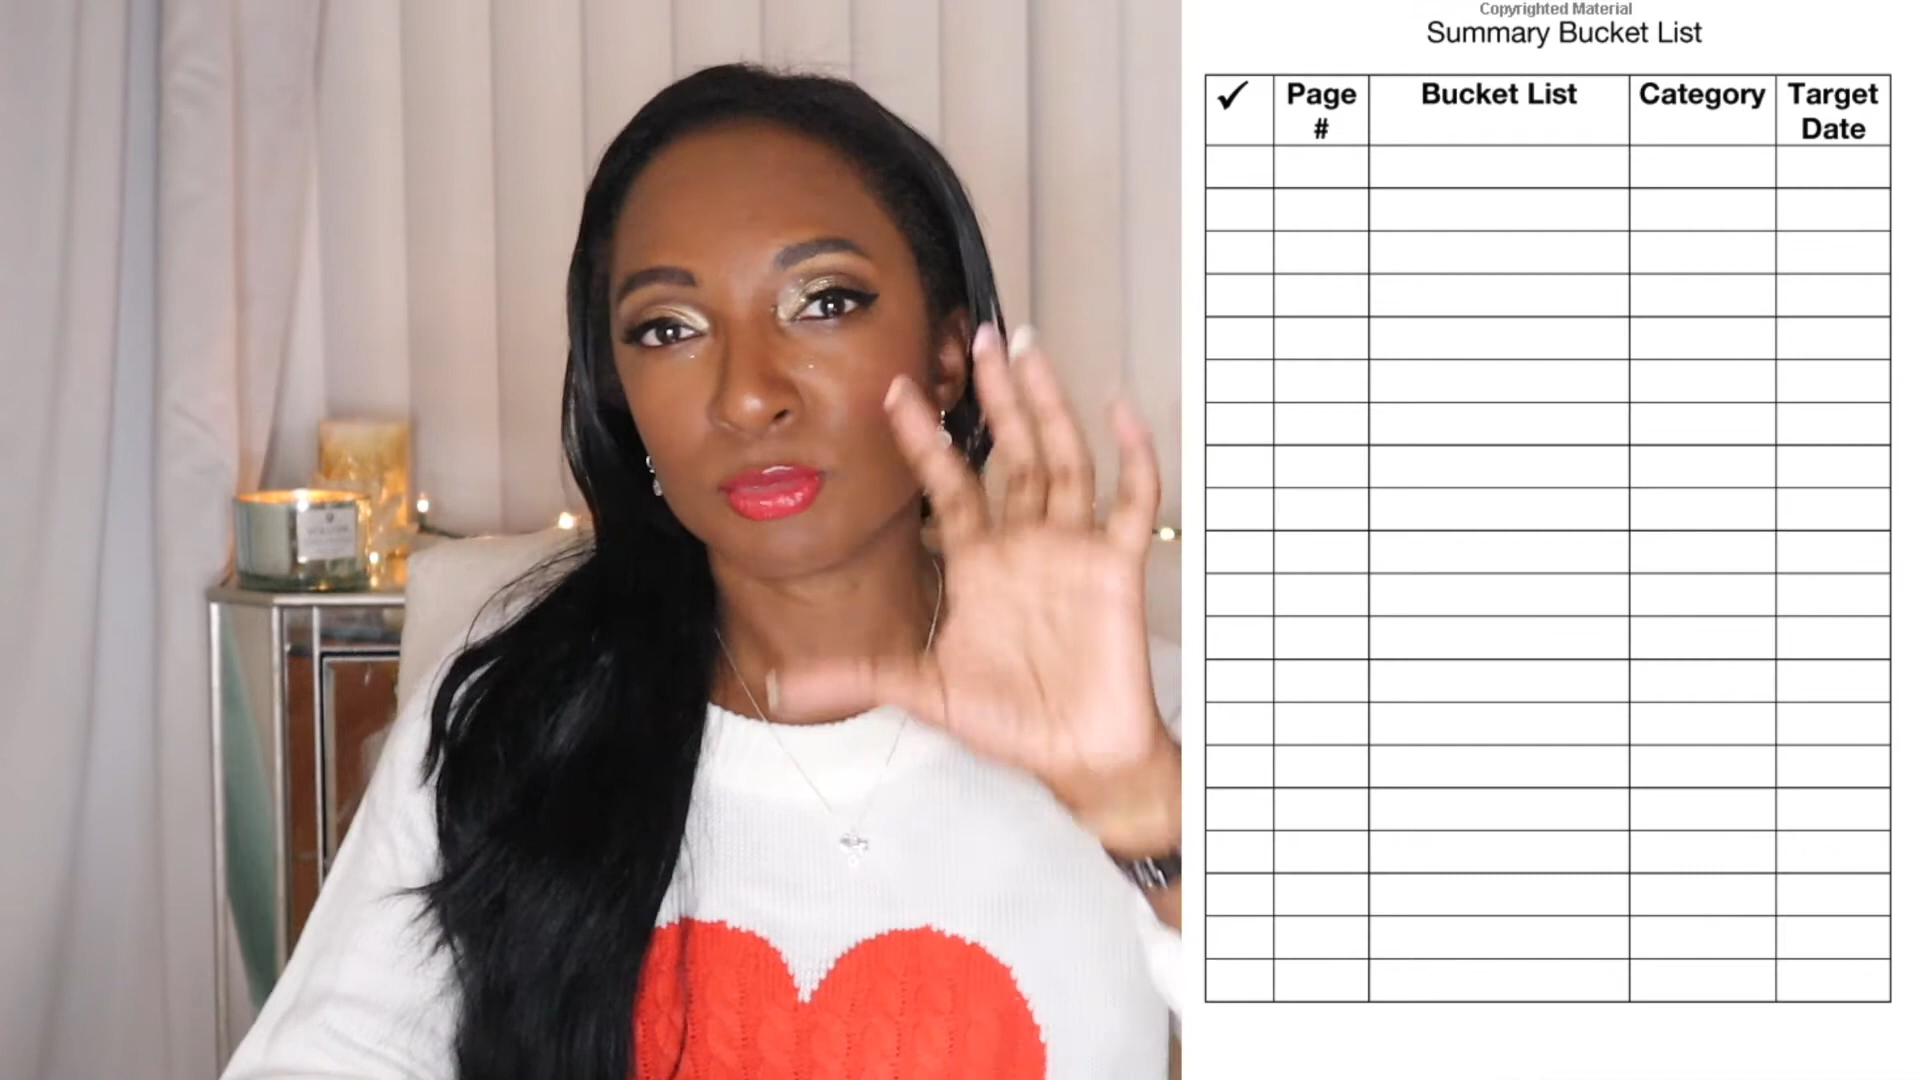 Copyrighted Material
Summary Bucket List
✓ Page # Bucket List Category Target Date